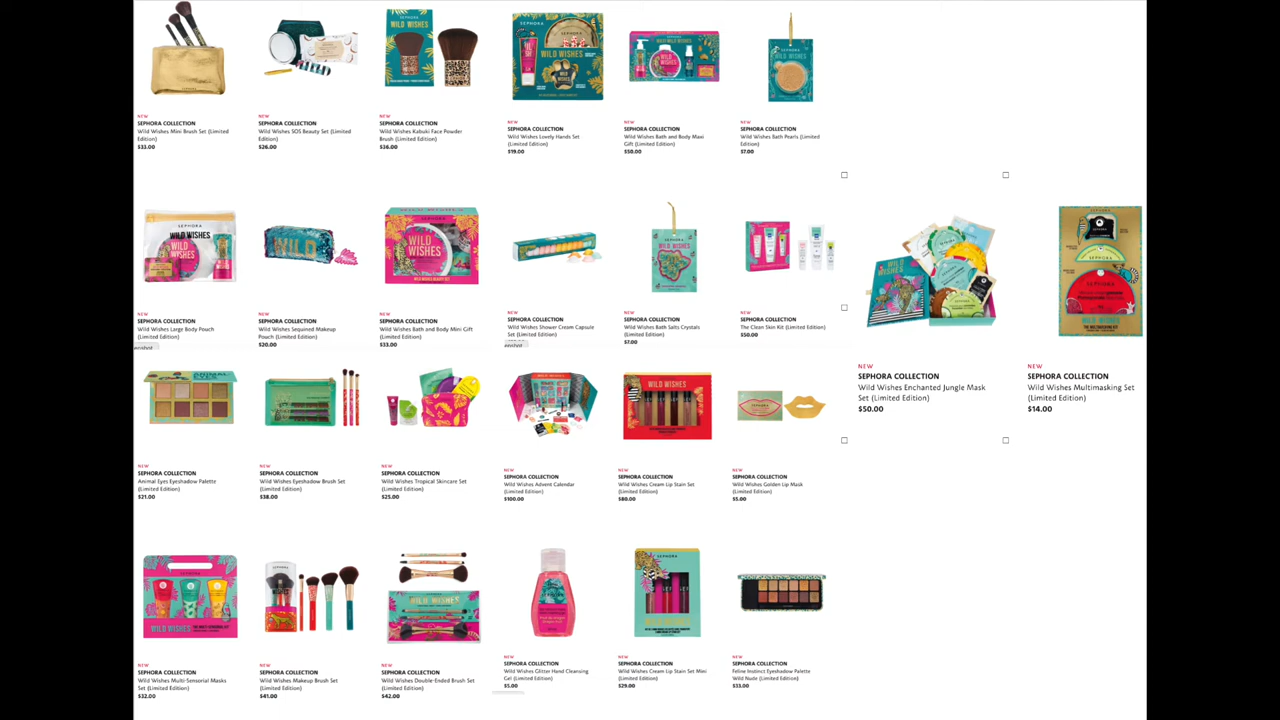 NEW
SEPHORA COLLECTION
Wild Wishes Mini Brush Set (Limited
Edition)
$33.00
NEW
SEPHORA COLLECTION
Wild Wishes SOS Beauty Set (Limited
Edition)
$26.00
NEW
SEPHORA COLLECTION
Wild Wishes Kabuki Face Powder
Brush (Limited Edition)
$36.00
NEW
SEPHORA COLLECTION
Wild Wishes Lovely Hands Set
(Limited Edition)
$19.00
NEW
SEPHORA COLLECTION
Wild Wishes Bath and Body Maxi
Gift (Limited Edition)
$50.00
NEW
SEPHORA COLLECTION
Wild Wishes Bath Pearls (Limited
Edition)
$7.00
NEW
SEPHORA COLLECTION
Wild Wishes Large Body Pouch
(Limited Edition)
NEW
SEPHORA COLLECTION
Wild Wishes Sequined Makeup
Pouch (Limited Edition)
$20.00
NEW
SEPHORA COLLECTION
Wild Wishes Bath and Body Mini Gift
(Limited Edition)
$33.00
NEW
SEPHORA COLLECTION
Wild Wishes Shower Cream Capsule
Set (Limited Edition)
NEW
SEPHORA COLLECTION
Wild Wishes Bath Salts Crystals
(Limited Edition)
$7.00
NEW
SEPHORA COLLECTION
The Clean Skin Kit (Limited Edition)
$50.00
NEW
SEPHORA COLLECTION
Wild Wishes Enchanted Jungle Mask
Set (Limited Edition)
$50.00
NEW
SEPHORA COLLECTION
Wild Wishes Multimasking Set
(Limited Edition)
$14.00
NEW
SEPHORA COLLECTION
Animal Eyes Eyeshadow Palette
(Limited Edition)
$21.00
NEW
SEPHORA COLLECTION
Wild Wishes Eyeshadow Brush Set
(Limited Edition)
$38.00
NEW
SEPHORA COLLECTION
Wild Wishes Tropical Skincare Set
(Limited Edition)
$25.00
NEW
SEPHORA COLLECTION
Wild Wishes Advent Calendar
(Limited Edition)
$100.00
NEW
SEPHORA COLLECTION
Wild Wishes Cream Lip Stain Set
(Limited Edition)
$80.00
NEW
SEPHORA COLLECTION
Wild Wishes Golden Lip Mask
(Limited Edition)
$5.00
NEW
SEPHORA COLLECTION
Wild Wishes Multi-Sensorial Masks
Set (Limited Edition)
$32.00
NEW
SEPHORA COLLECTION
Wild Wishes Makeup Brush Set
(Limited Edition)
$41.00
NEW
SEPHORA COLLECTION
Wild Wishes Double-Ended Brush Set
(Limited Edition)
$42.00
NEW
SEPHORA COLLECTION
Wild Wishes Glitter Hand Cleansing
Gel (Limited Edition)
$5.00
NEW
SEPHORA COLLECTION
Wild Wishes Cream Lip Stain Set Mini
(Limited Edition)
$29.00
NEW
SEPHORA COLLECTION
Feline Instinct Eyeshadow Palette
Wild Nude (Limited Edition)
$33.00